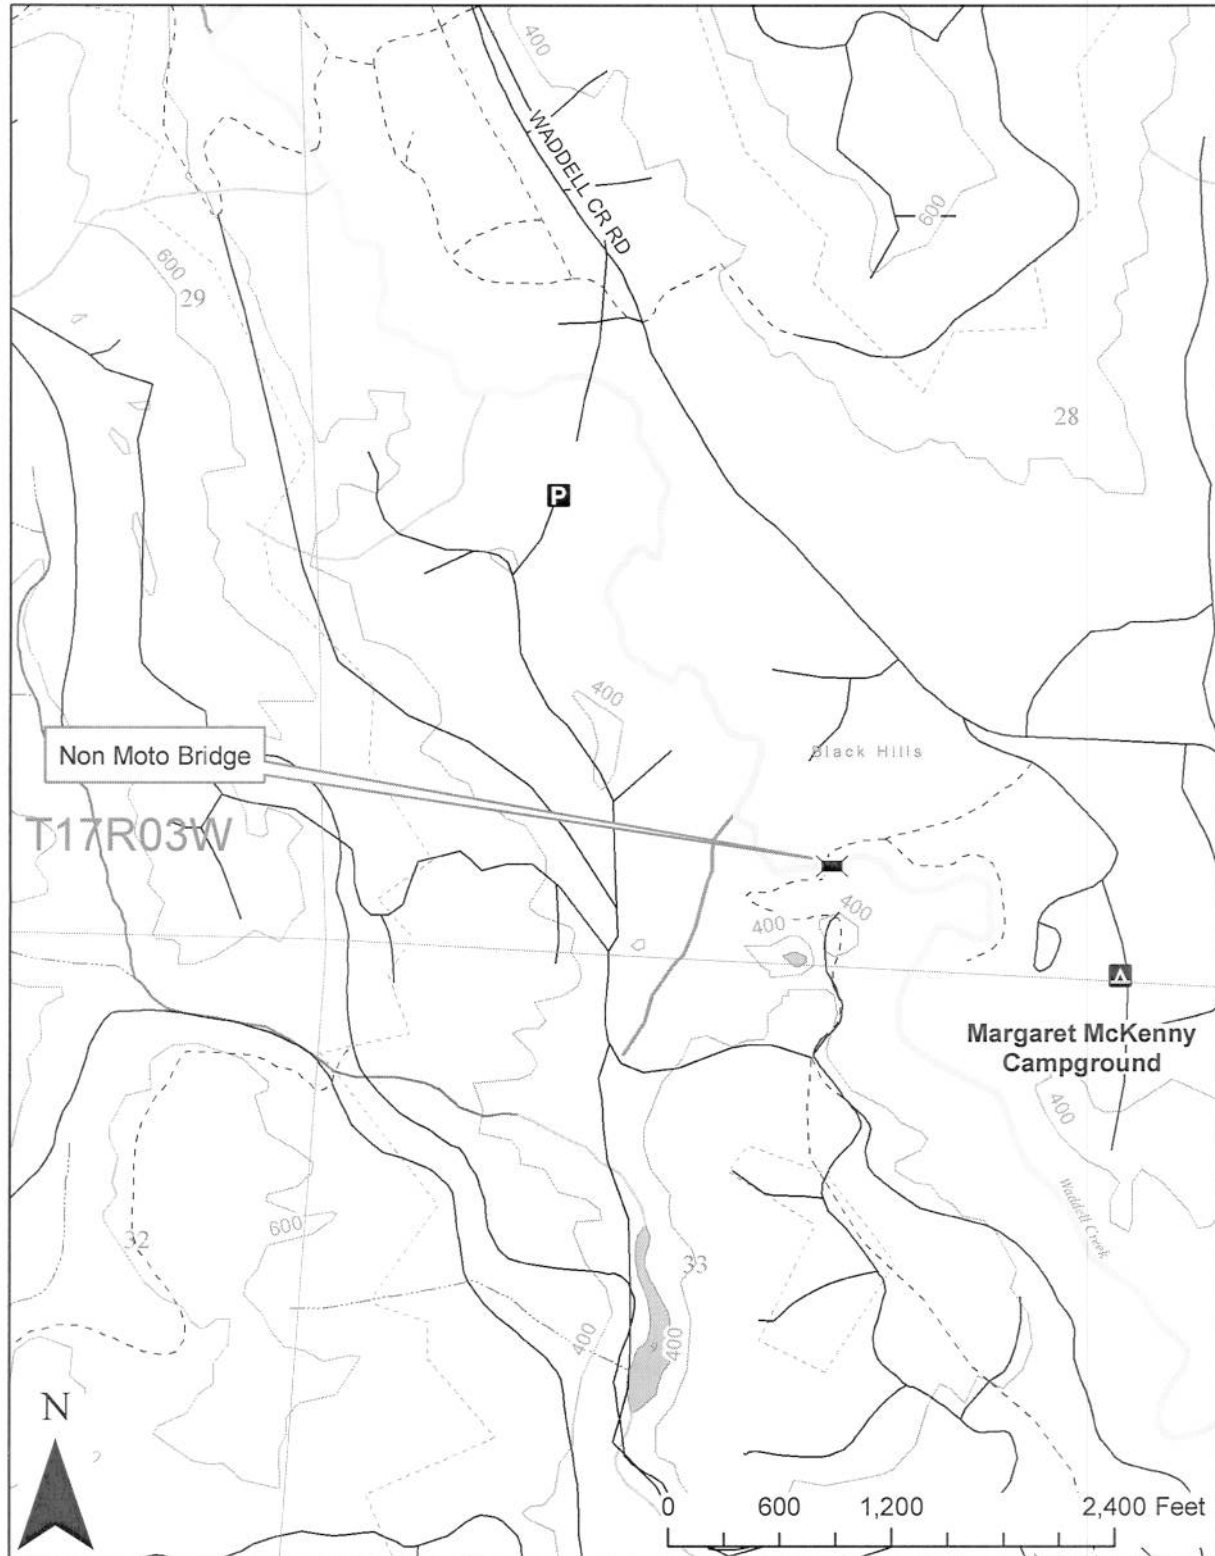 400
WADDELL CR RD
600
600
29
28
P
400
Non Moto Bridge
Black Hills
T17R03W
400
400
Margaret McKenny
Campground
400
Waddell Creek
600
32
33
400
400
N
0 600 1,200 2,400 Feet